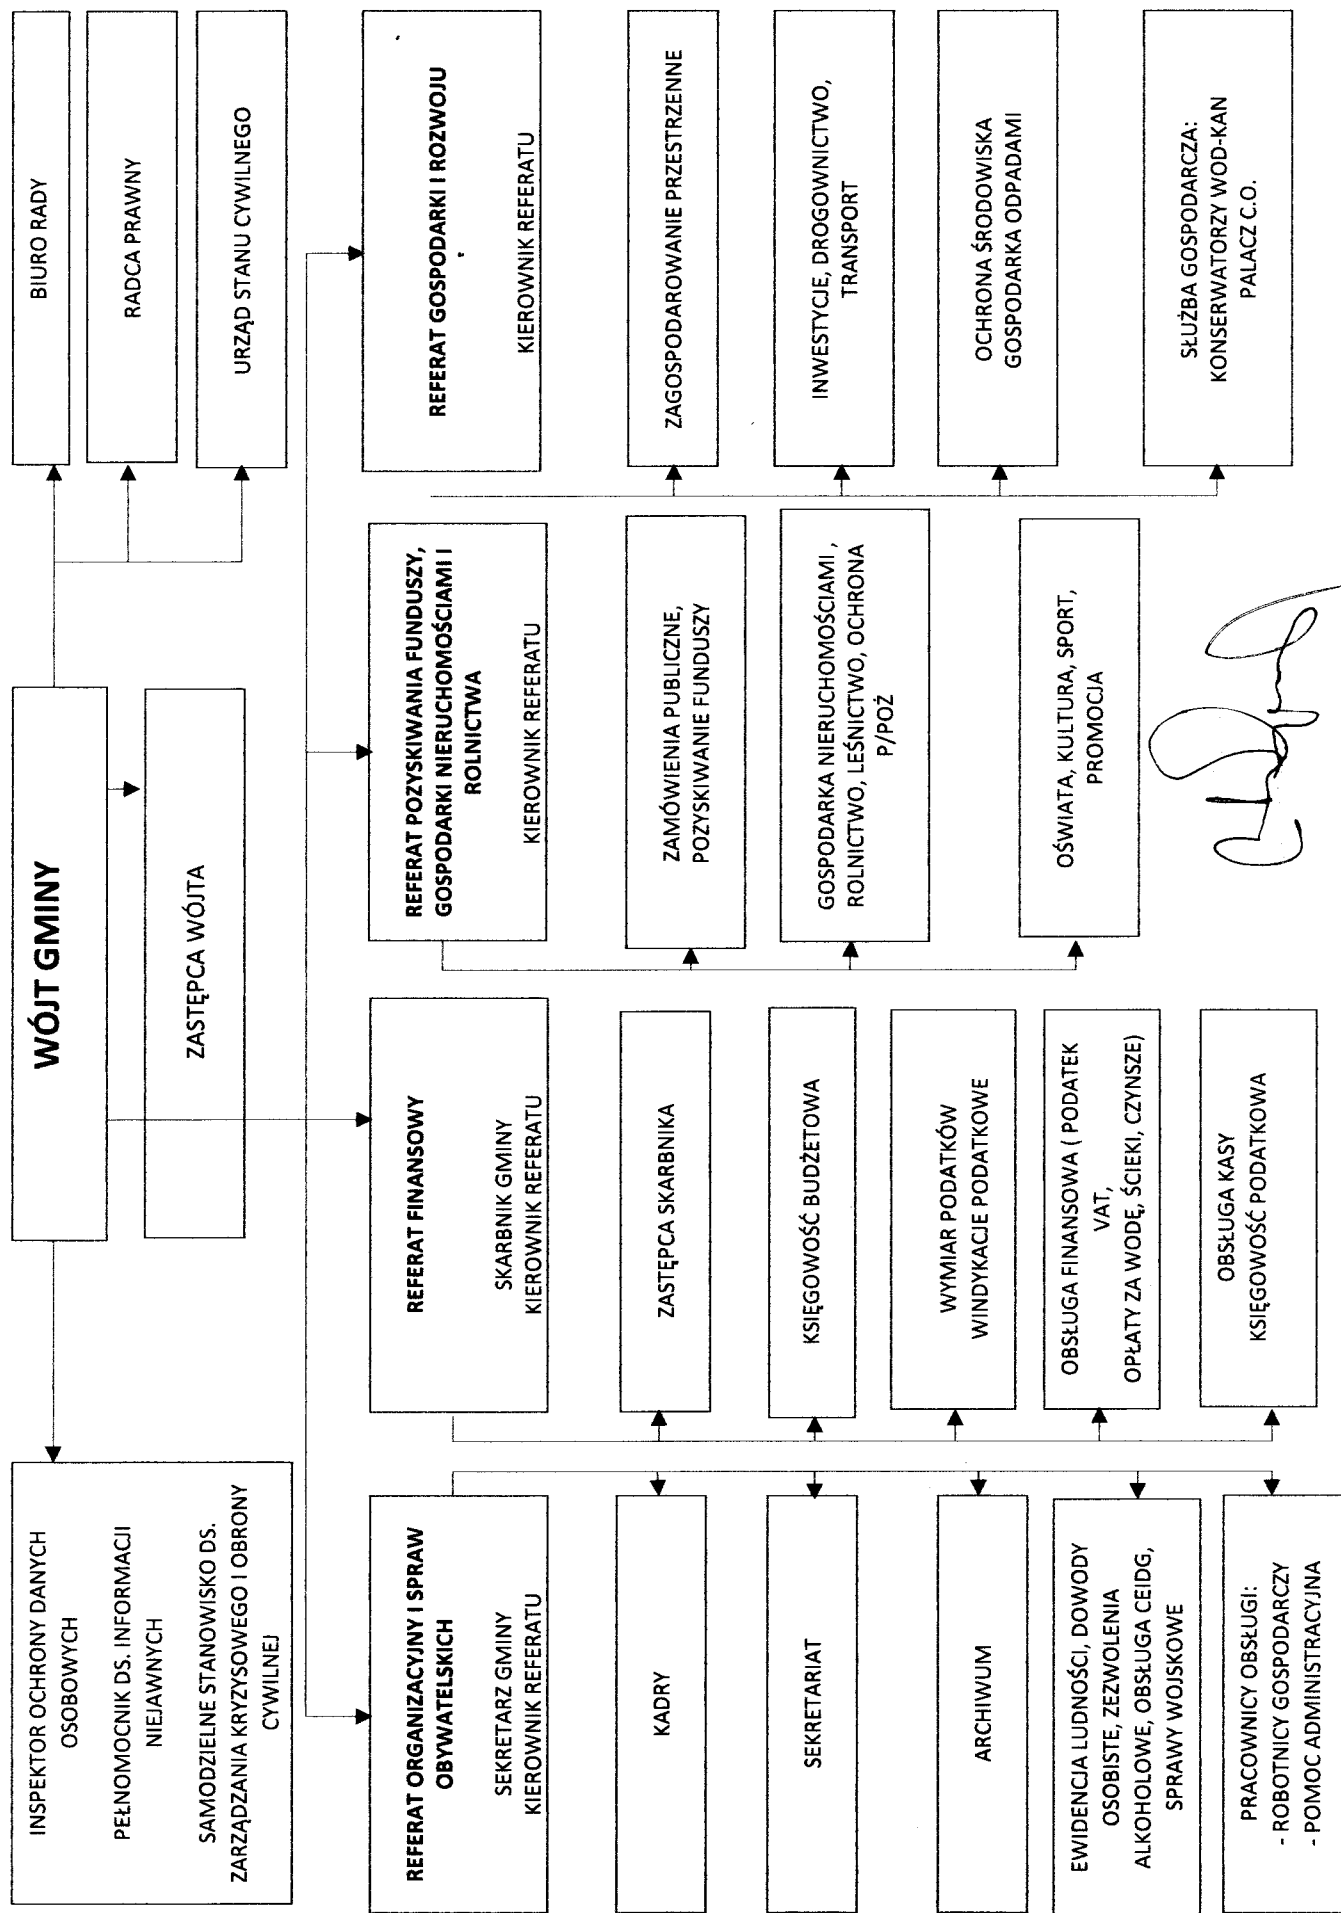 WÓJT GMINY
ZASTĘPCA WÓJTA
INSPEKTOR OCHRONY DANYCH
OSOBOWYCH
PEŁNOMOCNIK DS. INFORMACJI
NIEJAWNYCH
SAMODZIELNE STANOWISKO DS.
ZARZĄDZANIA KRYZYSOWEGO I OBRONY
CYWILNEJ
BIURO RADY
RADCA PRAWNY
URZĄD STANU CYWILNEGO
REFERAT ORGANIZACYJNY I SPRAW
OBYWATELSKICH
SEKRETARZ GMINY
KIEROWNIK REFERATU
KADRY
SEKRETARIAT
ARCHIWUM
EWIDENCJA LUDNOŚCI, DOWODY
OSOBISTE, ZEZWOLENIA
ALKOHOLOWE, OBSŁUGA CEIDG,
SPRAWY WOJSKOWE
PRACOWNICY OBSŁUGI:
- ROBOTNICY GOSPODARCZY
- POMOC ADMINISTRACYJNA
REFERAT FINANSOWY
SKARBNIK GMINY
KIEROWNIK REFERATU
ZASTĘPCA SKARBNIKA
KSIĘGOWOŚĆ BUDŻETOWA
WYMIAR PODATKÓW
WINDYKACJE PODATKOWE
OBSŁUGA FINANSOWA ( PODATEK
VAT,
OPŁATY ZA WODĘ, ŚCIEKI, CZYNSZE)
OBSŁUGA KASY
KSIĘGOWOŚĆ PODATKOWA
REFERAT POZYSKIWANIA FUNDUSZY,
GOSPODARKI NIERUCHOMOŚCIAMI I
ROLNICTWA
KIEROWNIK REFERATU
ZAMÓWIENIA PUBLICZNE,
POZYSKIWANIE FUNDUSZY
GOSPODARKA NIERUCHOMOŚCIAMI ,
ROLNICTWO, LEŚNICTWO, OCHRONA
P/POŻ
OŚWIATA, KULTURA, SPORT,
PROMOCJA
REFERAT GOSPODARKI I ROZWOJU
KIEROWNIK REFERATU
ZAGOSPODAROWANIE PRZESTRZENNE
INWESTYCJE, DROGOWNICTWO,
TRANSPORT
OCHRONA ŚRODOWISKA
GOSPODARKA ODPADAMI
SŁUŻBA GOSPODARCZA:
KONSERWATORZY WOD-KAN
PALACZ C.O.